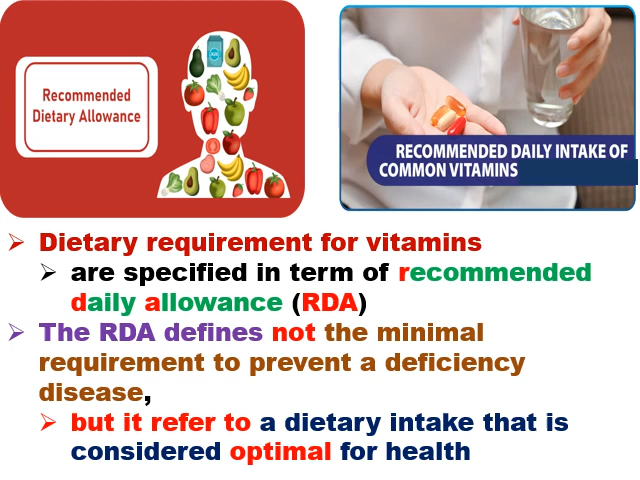 Recommended
Dietary Allowance
RECOMMENDED DAILY INTAKE OF
COMMON VITAMINS
➢ Dietary requirement for vitamins
➢ are specified in term of recommended
daily allowance (RDA)
➢ The RDA defines not the minimal
requirement to prevent a deficiency
disease,
➢ but it refer to a dietary intake that is
considered optimal for health